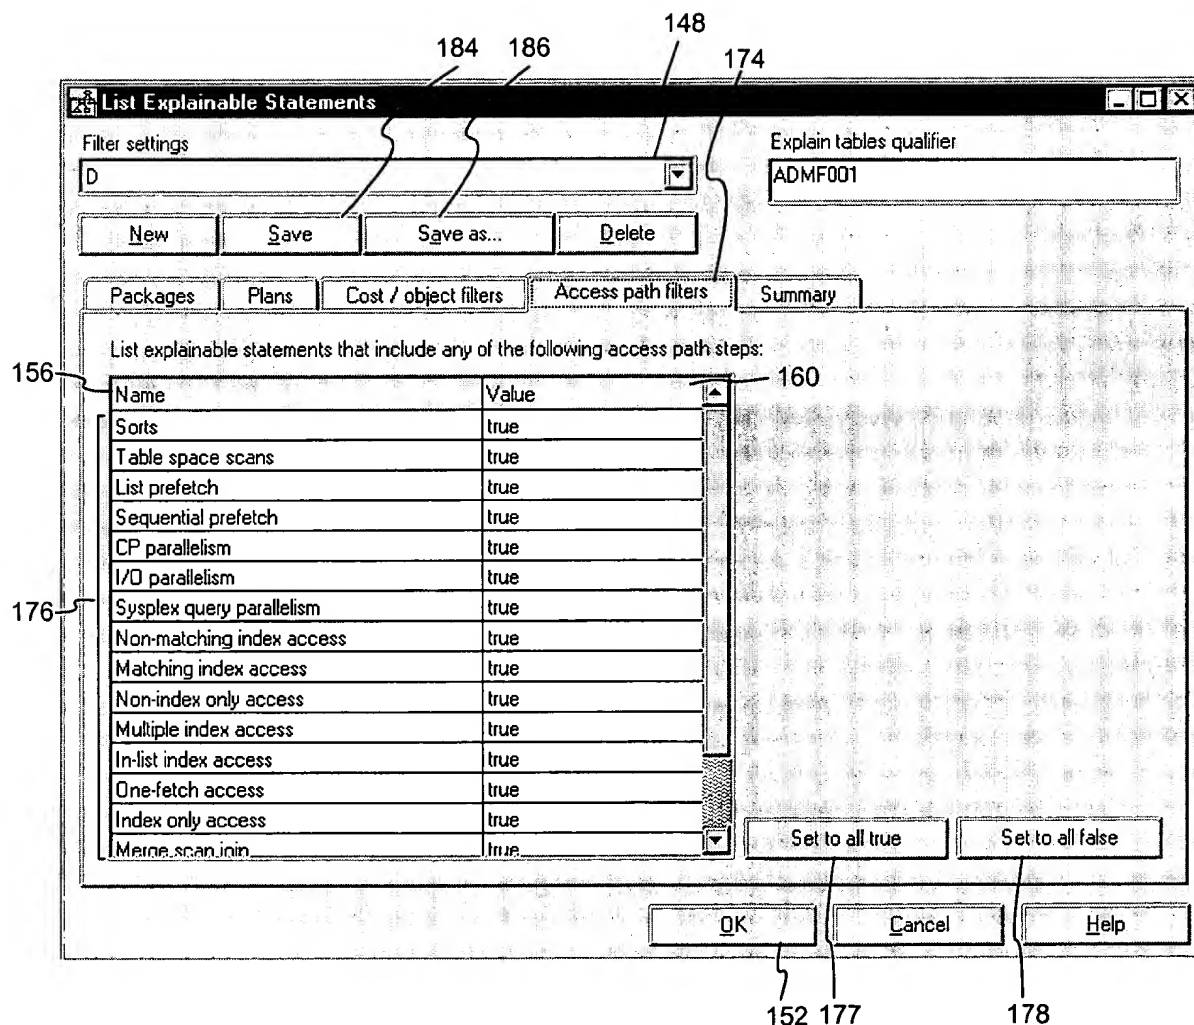 184 186 148 174
List Explainable Statements
Filter settings
Explain tables qualifier
D
ADMF001
New Save Save as... Delete
Packages Plans Cost / object filters Access path filters Summary
List explainable statements that include any of the following access path steps:
156
160
Name Value
Sorts true
Table space scans true
List prefetch true
Sequential prefetch true
CP parallelism true
I/O parallelism true
176
Sysplex query parallelism true
Non-matching index access true
Matching index access true
Non-index only access true
Multiple index access true
In-list index access true
One-fetch access true
Index only access true
Merge scan join true
Set to all true Set to all false
OK Cancel Help
152 177 178